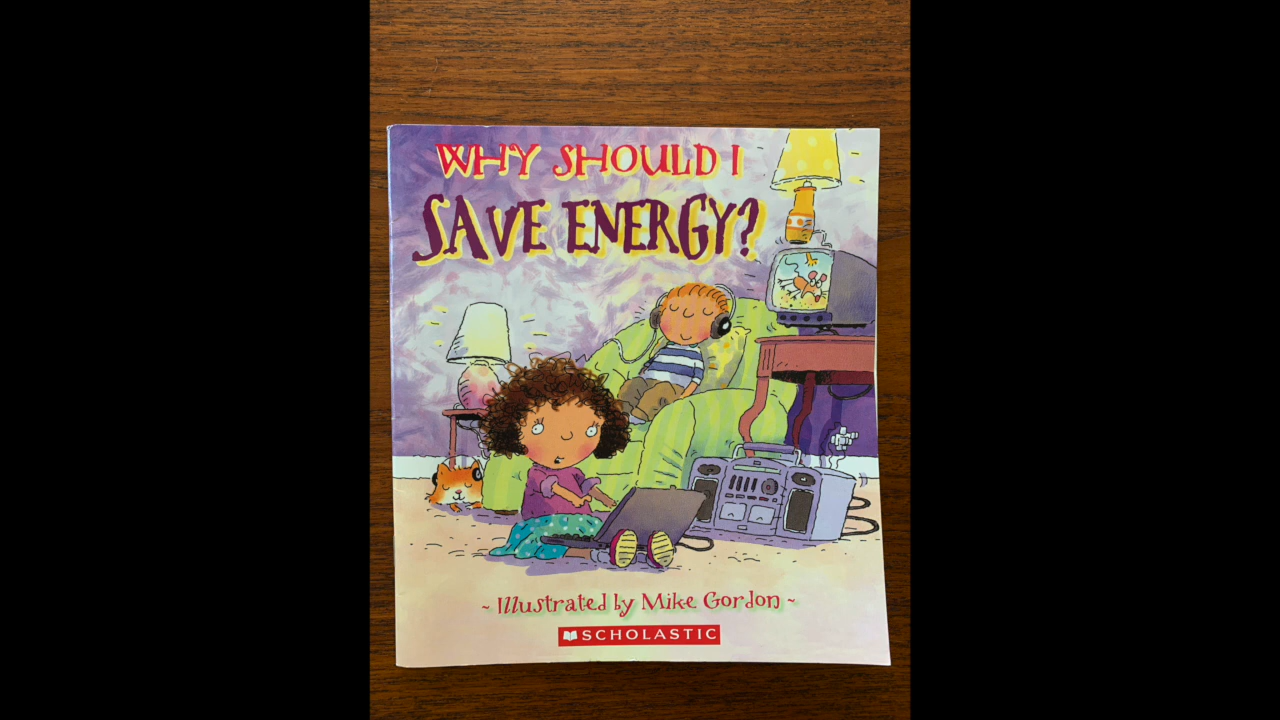 WHY SHOULD I
SAVE ENERGY?
~ Illustrated by Mike Gordon ~
SCHOLASTIC